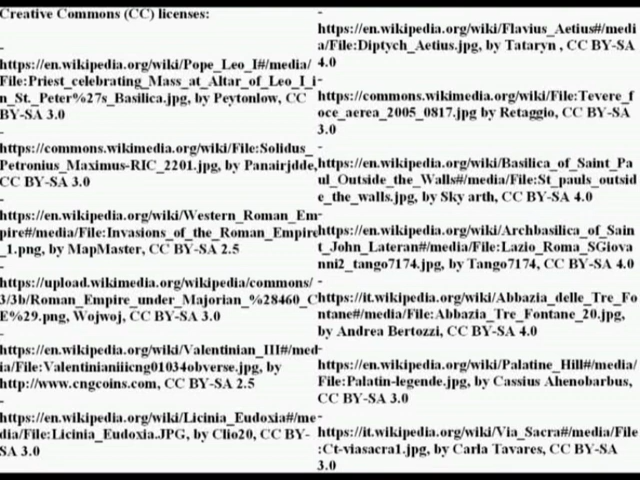 Creative Commons (CC) licenses:
-
https://en.wikipedia.org/wiki/Pope_Leo_I#/media/
File:Priest_celebrating_Mass_at_Altar_of_Leo_I_i
n_St._Peter%27s_Basilica.jpg, by Peytonlow, CC
BY-SA 3.0
-
https://commons.wikimedia.org/wiki/File:Solidus_
Petronius_Maximus-RIC_2201.jpg, by Panairjdde,
CC BY-SA 3.0
-
https://en.wikipedia.org/wiki/Western_Roman_Em
pire#/media/File:Invasions_of_the_Roman_Empire
_1.png, by MapMaster, CC BY-SA 2.5
-
https://upload.wikimedia.org/wikipedia/commons/
3/3b/Roman_Empire_under_Majorian_%28460_C
E%29.png, Wojwoj, CC BY-SA 3.0
-
https://en.wikipedia.org/wiki/Valentinian_III#/med
ia/File:Valentinianiiicng01034obverse.jpg, by
http://www.cngcoins.com, CC BY-SA 2.5
-
https://en.wikipedia.org/wiki/Licinia_Eudoxia#/me
dia/File:Licinia_Eudoxia.JPG, by Clio20, CC BY-
SA 3.0
-
https://en.wikipedia.org/wiki/Flavius_Aetius#/medi
a/File:Diptych_Aetius.jpg, by Tataryn , CC BY-SA
4.0
-
https://commons.wikimedia.org/wiki/File:Tevere_f
oce_aerea_2005_0817.jpg by Retaggio, CC BY-SA
3.0
-
https://en.wikipedia.org/wiki/Basilica_of_Saint_Pa
ul_Outside_the_Walls#/media/File:St_pauls_outsid
e_the_walls.jpg, by Sky arth, CC BY-SA 4.0
-
https://en.wikipedia.org/wiki/Archbasilica_of_Sain
t_John_Lateran#/media/File:Lazio_Roma_SGiova
nni2_tango7174.jpg, by Tango7174, CC BY-SA 4.0
-
https://it.wikipedia.org/wiki/Abbazia_delle_Tre_Fo
ntane#/media/File:Abbazia_Tre_Fontane_20.jpg,
by Andrea Bertozzi, CC BY-SA 4.0
-
https://en.wikipedia.org/wiki/Palatine_Hill#/media/
File:Palatin-legende.jpg, by Cassius Ahenobarbus,
CC BY-SA 3.0
-
https://it.wikipedia.org/wiki/Via_Sacra#/media/File
:Ct-viasacra1.jpg, by Carla Tavares, CC BY-SA
3.0